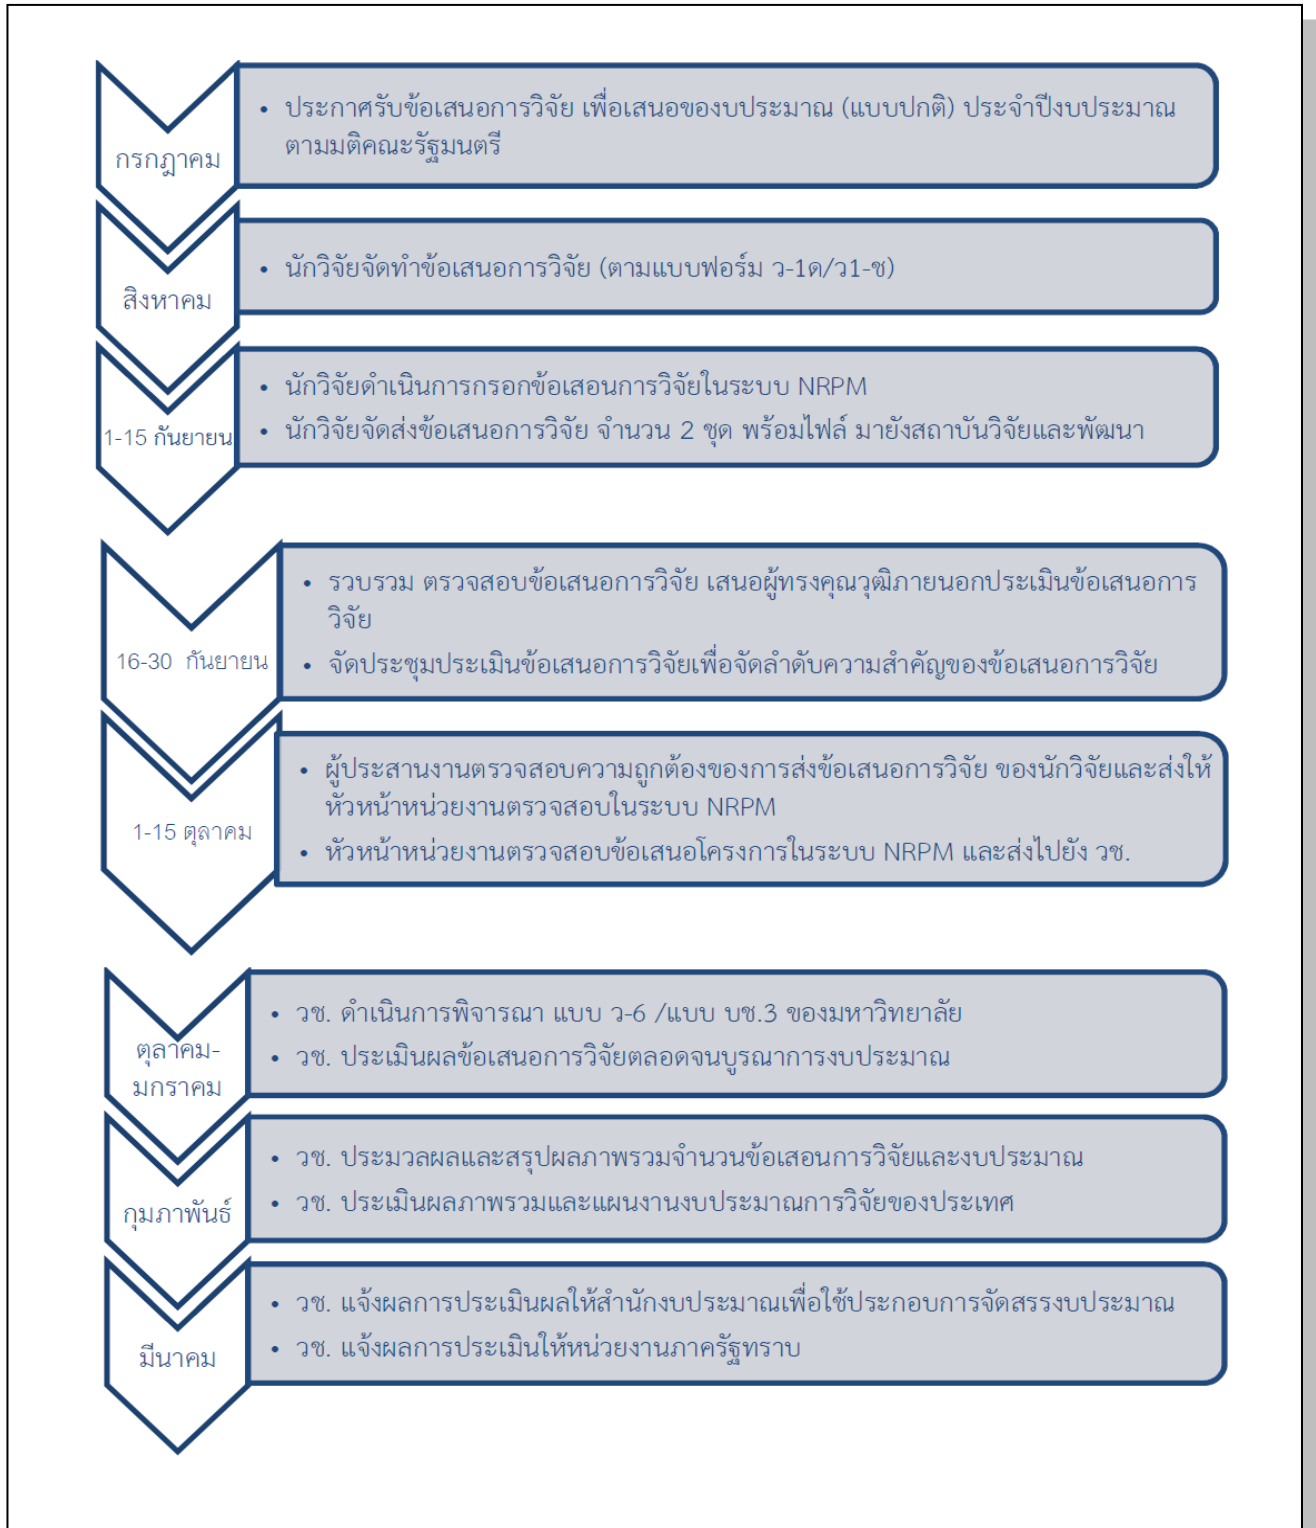 กรกฎาคม
• ประกาศรับข้อเสนอการวิจัย เพื่อเสนอของบประมาณ (แบบปกติ) ประจำปีงบประมาณ
ตามมติคณะรัฐมนตรี
สิงหาคม
• นักวิจัยจัดทำข้อเสนอการวิจัย (ตามแบบฟอร์ม ว-1ด/ว1-ช)
1-15 กันยายน
• นักวิจัยดำเนินการกรอกข้อเสอนการวิจัยในระบบ NRPM
• นักวิจัยจัดส่งข้อเสนอการวิจัย จำนวน 2 ชุด พร้อมไฟล์ มายังสถาบันวิจัยและพัฒนา
16-30 กันยายน
• รวบรวม ตรวจสอบข้อเสนอการวิจัย เสนอผู้ทรงคุณวุฒิภายนอกประเมินข้อเสนอการ
วิจัย
• จัดประชุมประเมินข้อเสนอการวิจัยเพื่อจัดลำดับความสำคัญของข้อเสนอการวิจัย
1-15 ตุลาคม
• ผู้ประสานงานตรวจสอบความถูกต้องของการส่งข้อเสนอการวิจัย ของนักวิจัยและส่งให้
หัวหน้าหน่วยงานตรวจสอบในระบบ NRPM
• หัวหน้าหน่วยงานตรวจสอบข้อเสนอโครงการในระบบ NRPM และส่งไปยัง วช.
ตุลาคม-
มกราคม
• วช. ดำเนินการพิจารณา แบบ ว-6 /แบบ บช.3 ของมหาวิทยาลัย
• วช. ประเมินผลข้อเสนอการวิจัยตลอดจนบูรณาการงบประมาณ
กุมภาพันธ์
• วช. ประมวลผลและสรุปผลภาพรวมจำนวนข้อเสอนการวิจัยและงบประมาณ
• วช. ประเมินผลภาพรวมและแผนงานงบประมาณการวิจัยของประเทศ
มีนาคม
• วช. แจ้งผลการประเมินผลให้สำนักงบประมาณเพื่อใช้ประกอบการจัดสรรงบประมาณ
• วช. แจ้งผลการประเมินให้หน่วยงานภาครัฐทราบ